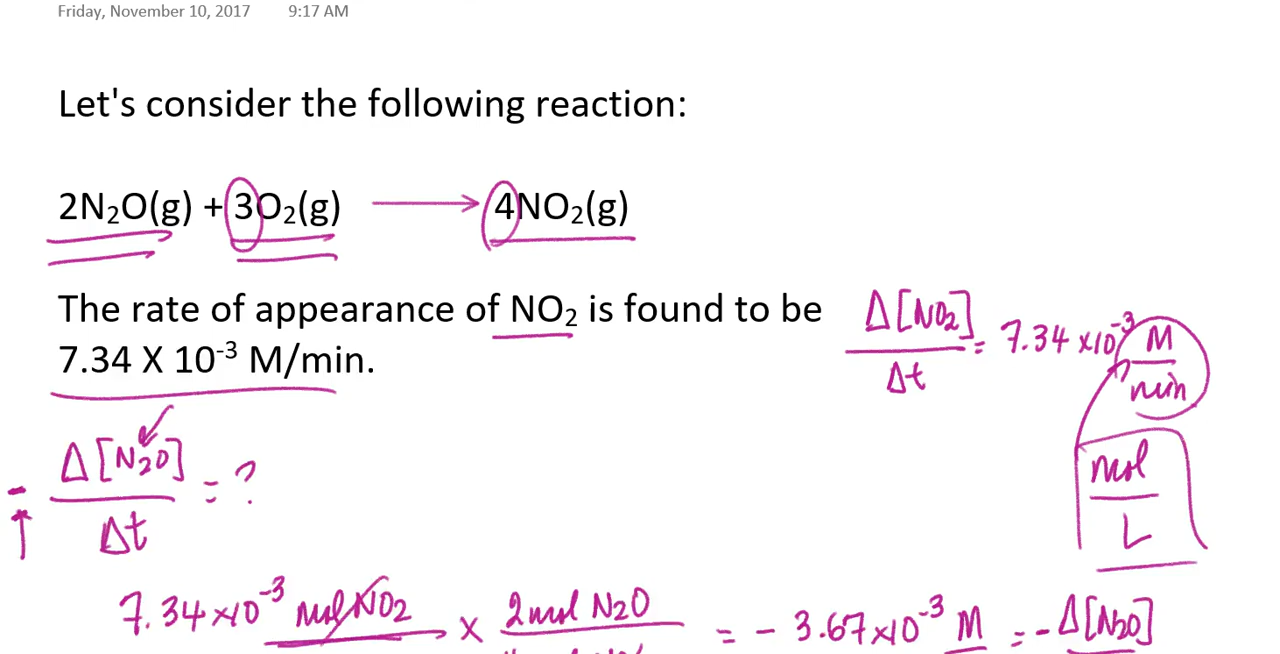 Friday, November 10, 2017 9:17 AM
Let's consider the following reaction:
2N₂O(g) + 3O₂(g) ⟶ 4NO₂(g)
The rate of appearance of NO₂ is found to be
7.34 X 10⁻³ M/min.
Δ[NO₂]/Δt = 7.34 x10⁻³ M/min
mol/L
- Δ[N₂O]/Δt = ?
7.34 x10⁻³ mol NO₂ x 2 mol N₂O = - 3.67 x10⁻³ M = - Δ[N₂O]